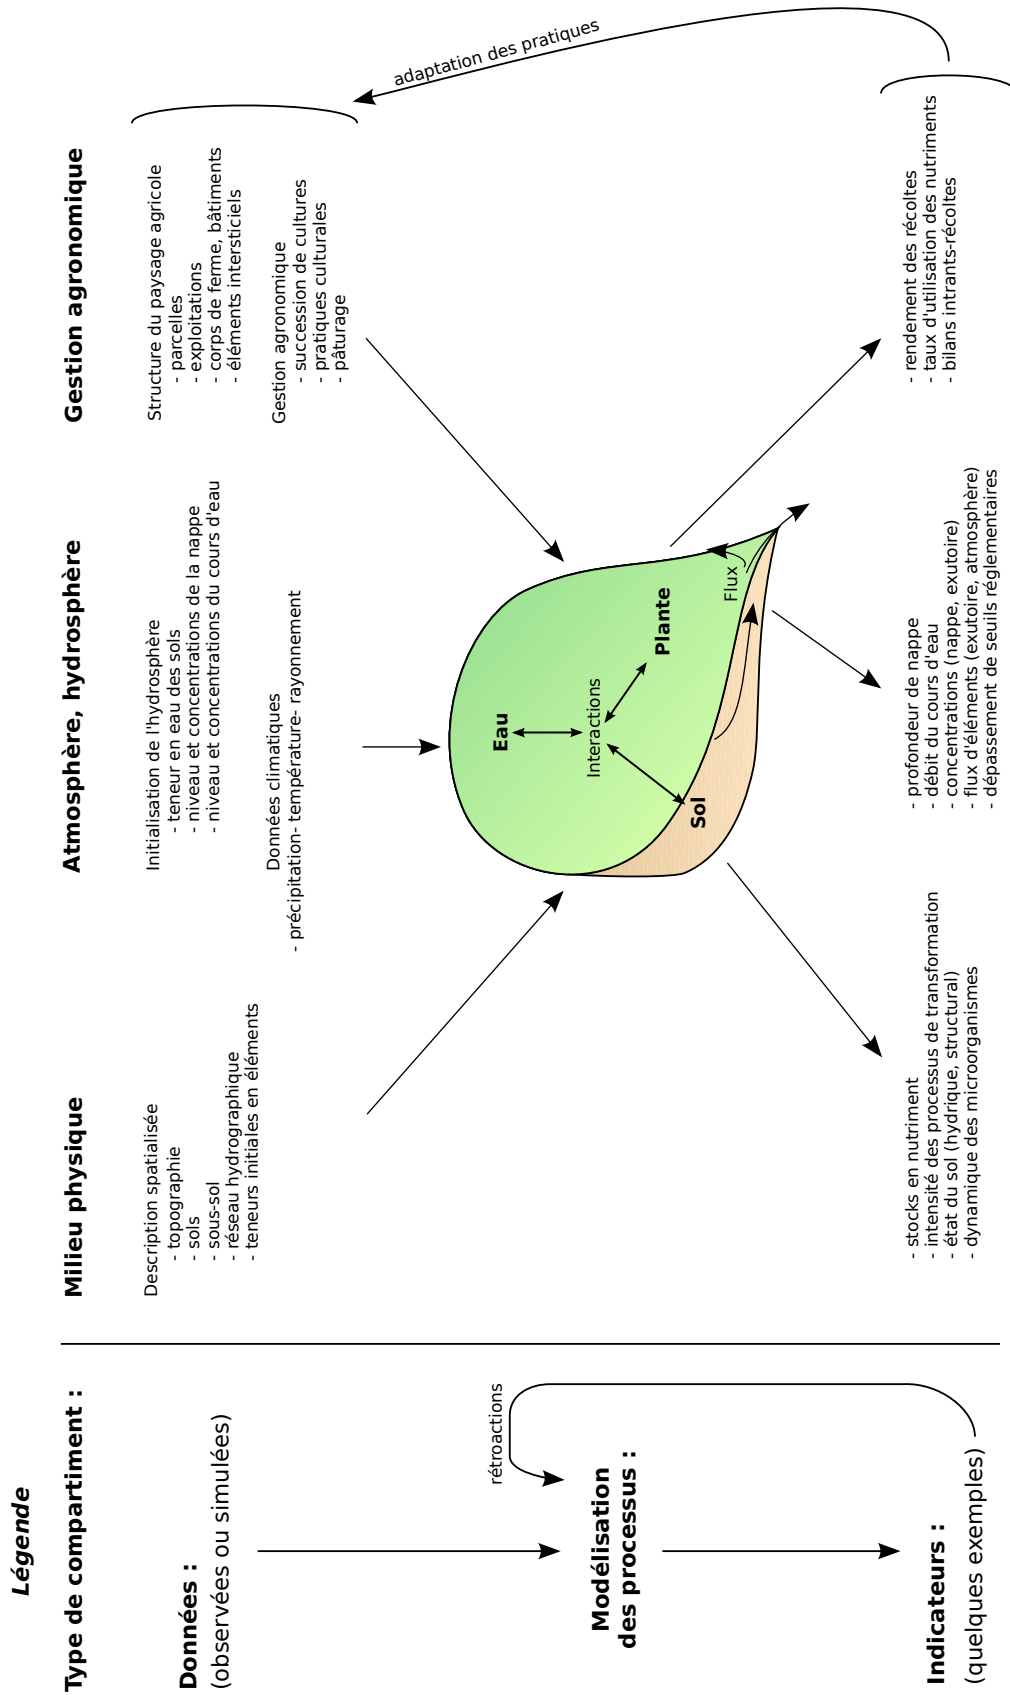 Légende
Type de compartiment :
Milieu physique
Atmosphère, hydrosphère
Gestion agronomique
Données :
(observées ou simulées)
Description spatialisée
- topographie
- sols
- sous-sol
- réseau hydrographique
- teneurs initiales en éléments
Initialisation de l'hydrosphère
- teneur en eau des sols
- niveau et concentrations de la nappe
- niveau et concentrations du cours d'eau
Données climatiques
- précipitation- température- rayonnement
Structure du paysage agricole
- parcelles
- exploitations
- corps de ferme, bâtiments
- éléments intersticiels
Gestion agronomique
- succession de cultures
- pratiques culturales
- pâturage
adaptation des pratiques
rétroactions
Modélisation
des processus :
Eau
Interactions
Sol
Plante
Flux
Indicateurs :
(quelques exemples)
- stocks en nutriment
- intensité des processus de transformation
- état du sol (hydrique, structural)
- dynamique des microorganismes
- profondeur de nappe
- débit du cours d'eau
- concentrations (nappe, exutoire)
- flux d'éléments (exutoire, atmosphère)
- dépassement de seuils réglementaires
- rendement des récoltes
- taux d'utilisation des nutriments
- bilans intrants-récoltes